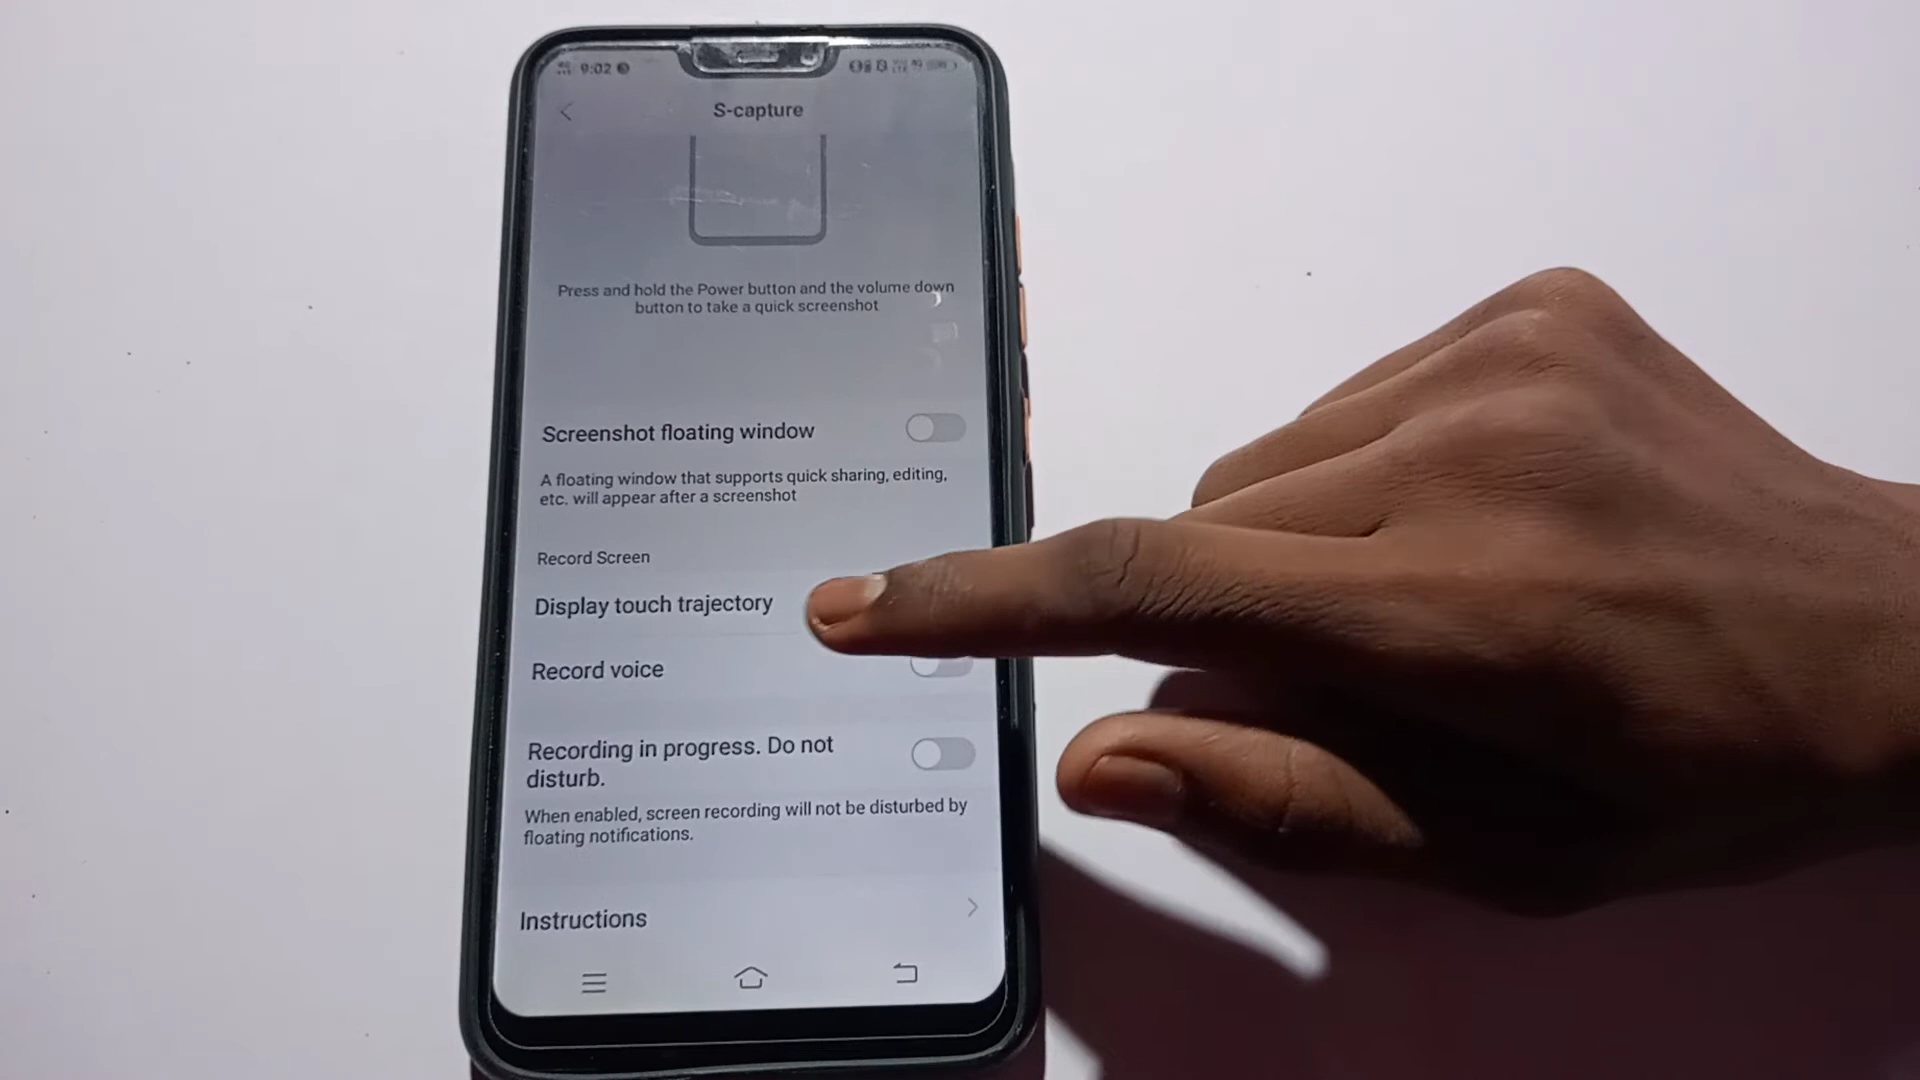 9:02
S-capture
Press and hold the Power button and the volume down
button to take a quick screenshot
Screenshot floating window
A floating window that supports quick sharing, editing,
etc. will appear after a screenshot
Record Screen
Display touch trajectory
Record voice
Recording in progress. Do not
disturb.
When enabled, screen recording will not be disturbed by
floating notifications.
Instructions